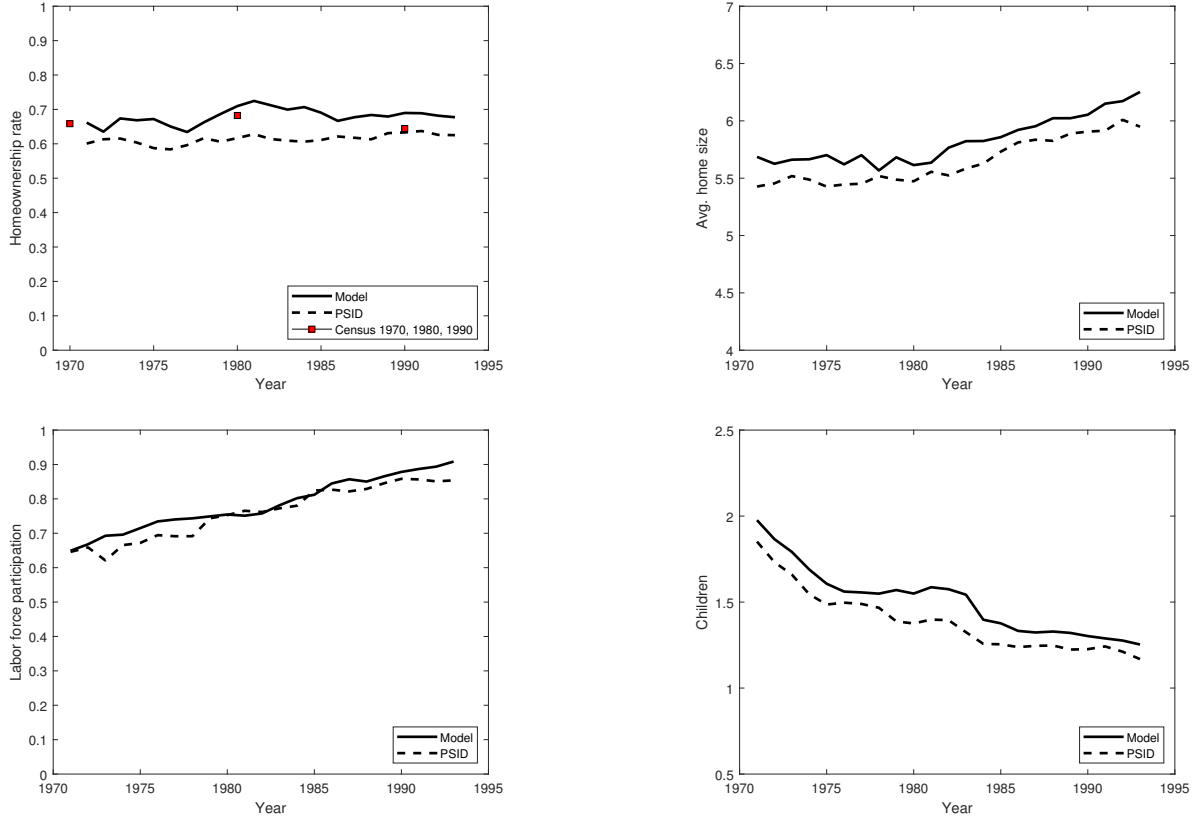 1
0.9
0.8
0.7
0.6
0.5
0.4
0.3
0.2
0.1
0
Homeownership rate
Model
PSID
Census 1970, 1980, 1990
1970 1975 1980 1985 1990 1995
Year
7
6.5
6
5.5
5
4.5
4
Avg. home size
Model
PSID
1970 1975 1980 1985 1990 1995
Year
1
0.9
0.8
0.7
0.6
0.5
0.4
0.3
0.2
0.1
0
Labor force participation
Model
PSID
1970 1975 1980 1985 1990 1995
Year
2.5
2
1.5
1
0.5
Children
Model
PSID
1970 1975 1980 1985 1990 1995
Year